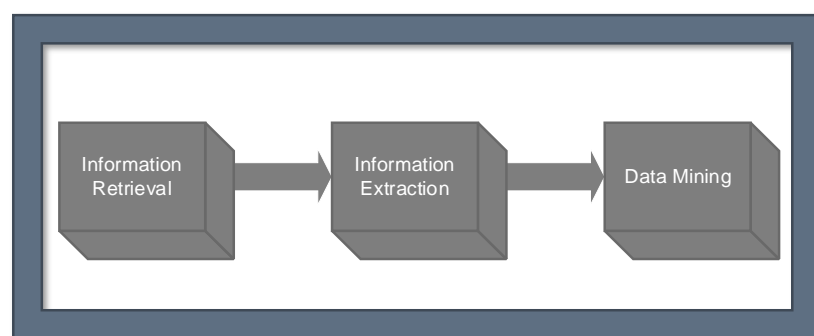 Information
Retrieval
Information
Extraction
Data Mining